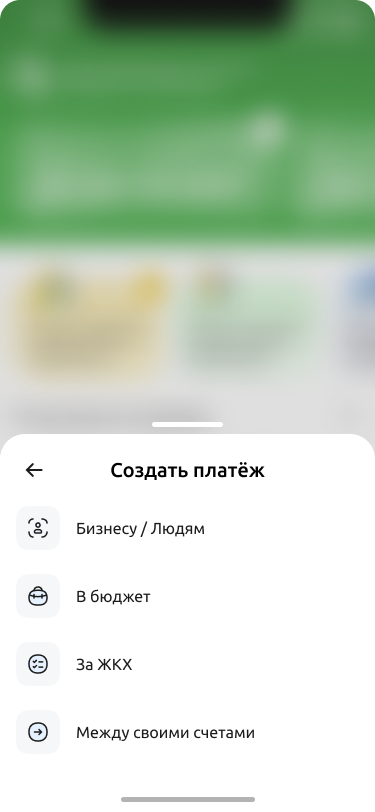 Создать платёж
Бизнесу / Людям
В бюджет
За ЖКХ
Между своими счетами